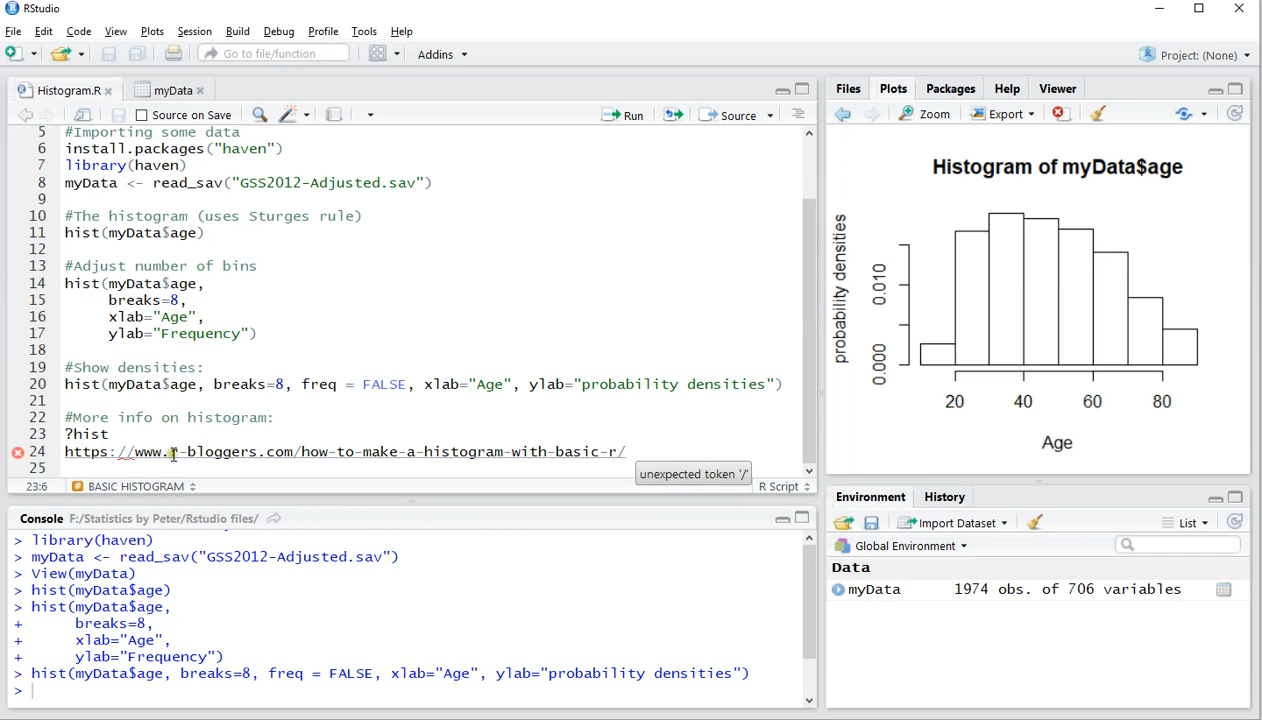 RStudio
File Edit Code View Plots Session Build Debug Profile Tools Help
Go to file/function Addins Project: (None)
Histogram.R myData
Source on Save Run Source
5 #Importing some data
6 install.packages("haven")
7 library(haven)
8 myData <- read_sav("GSS2012-Adjusted.sav")
9
10 #The histogram (uses Sturges rule)
11 hist(myData$age)
12
13 #Adjust number of bins
14 hist(myData$age,
15 breaks=8,
16 xlab="Age",
17 ylab="Frequency")
18
19 #Show densities:
20 hist(myData$age, breaks=8, freq = FALSE, xlab="Age", ylab="probability densities")
21
22 #More info on histogram:
23 ?hist
24 https://www.r-bloggers.com/how-to-make-a-histogram-with-basic-r/
25
unexpected token '/'
23:6 # BASIC HISTOGRAM R Script
Console F:/Statistics by Peter/Rstudio files/
> library(haven)
> myData <- read_sav("GSS2012-Adjusted.sav")
> View(myData)
> hist(myData$age)
> hist(myData$age,
+ breaks=8,
+ xlab="Age",
+ ylab="Frequency")
> hist(myData$age, breaks=8, freq = FALSE, xlab="Age", ylab="probability densities")
>
Files Plots Packages Help Viewer
Zoom Export
Histogram of myData$age
probability densities
0.010
0.000
20 40 60 80
Age
Environment History
Import Dataset List
Global Environment
Data
myData 1974 obs. of 706 variables